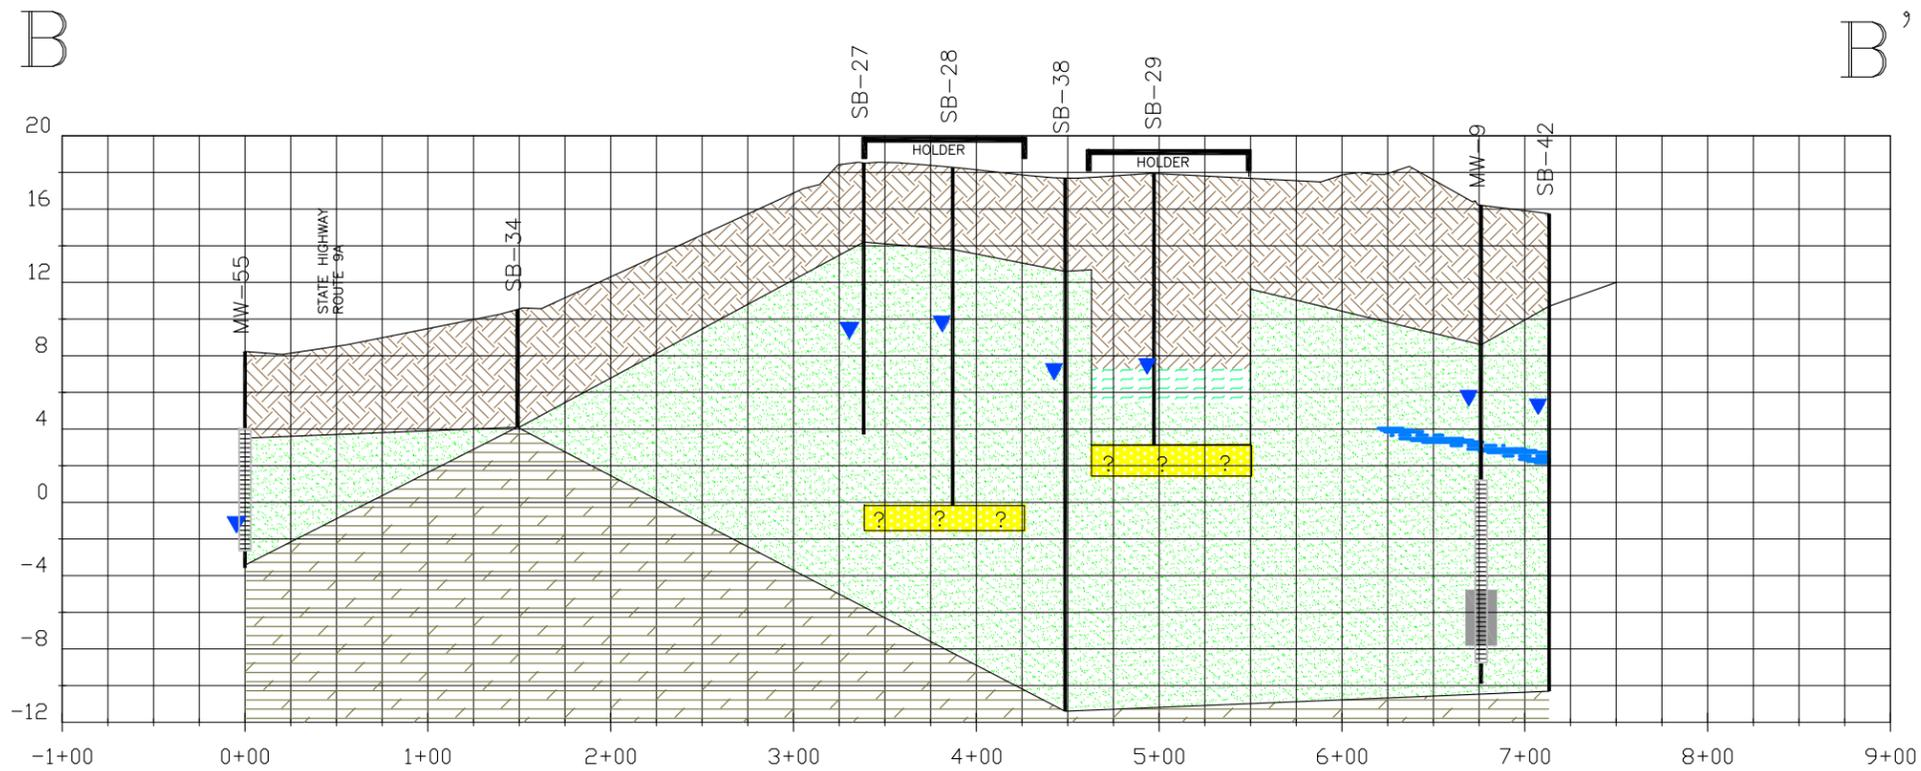 B
B'
SB-27
SB-28
SB-38
SB-29
MW-9
SB-42
HOLDER
HOLDER
MW-55
STATE HIGHWAY
ROUTE 9A
SB-34
20
16
12
8
4
0
-4
-8
-12
? ? ?
? ? ?
-1+00 0+00 1+00 2+00 3+00 4+00 5+00 6+00 7+00 8+00 9+00